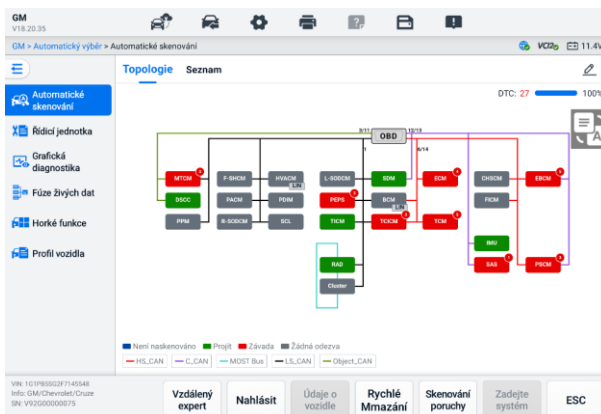 GM
V18.20.35
GM > Automatický výběr > Automatické skenování
VCI 11.4V
Topologie Seznam
DTC: 27 100%
Automatické
skenování
Řídicí jednotka
Grafická
diagnostika
Fúze živých dat
Horké funkce
Profil vozidla
3/11 OBD 12/13
1 6/14
MTCM F-SHCM HVACM L-SODCM SDM ECM CHSCM EBCM
LIN
DSCC PACM PDIM PEPS BCM FICM
LIN
PPM R-SODCM SCL TICM TCICM TCM
IMU
RAD SAS PSCM
Cluster
Není naskenováno Projít Závada Žádná odezva
HS_CAN C_CAN MOST Bus LS_CAN Object_CAN
VIN: 1G1PB5SG2F7145548
Info: GM/Chevrolet/Cruze
SN: V92G00000075
Vzdálený
expert
Nahlásit
Údaje o
vozidle
Rychlé
Mmazání
Skenování
poruchy
Zadejte
systém
ESC